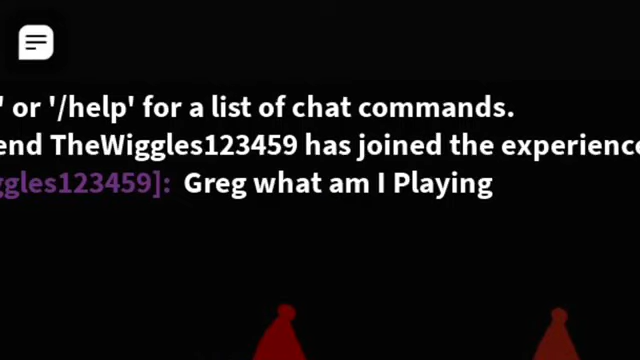 ' or '/help' for a list of chat commands.
end TheWiggles123459 has joined the experience
ggles123459]: Greg what am I Playing